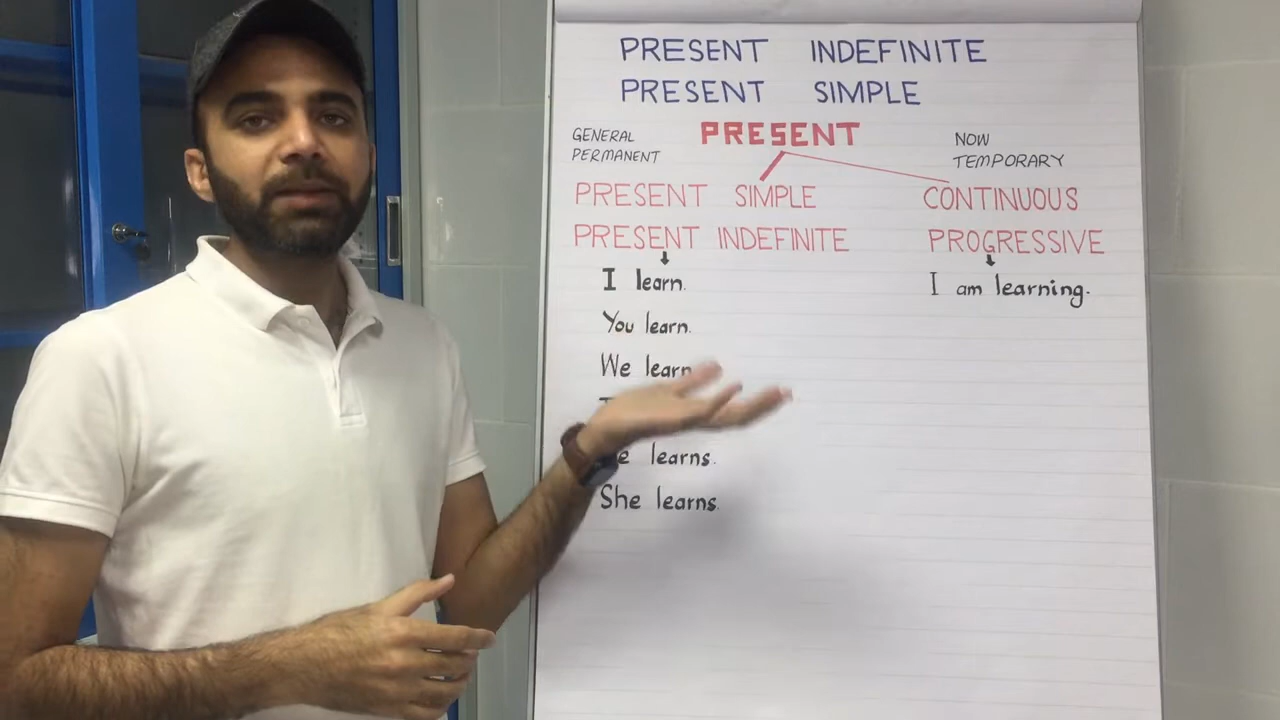 PRESENT INDEFINITE
PRESENT SIMPLE
PRESENT
GENERAL
PERMANENT
NOW
TEMPORARY
PRESENT SIMPLE
PRESENT INDEFINITE
CONTINUOUS
PROGRESSIVE
I learn.
You learn.
We learn
learns.
She learns.
I am learning.